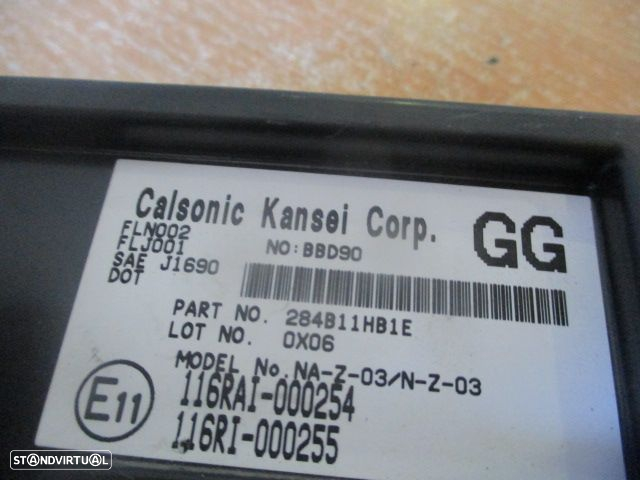 Calsonic Kansei Corp. GG
FLN002
FLJ001 NO:BBD90
SAE J1690
DOT
PART NO. 284B11HB1E
LOT NO. 0X06
MODEL No.NA-Z-03/N-Z-03
E11 116RAI-000254
116RI-000255
STANDVIRTUAL